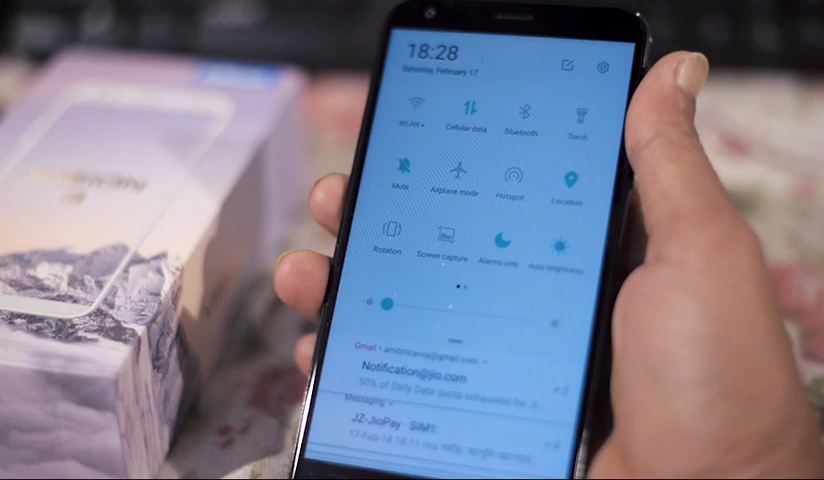 18:28
Saturday, February 17
WLAN
Cellular data
Bluetooth
Torch
Mute
Airplane mode
Hotspot
Location
Rotation
Screen capture
Alarms only
Auto brightness
Gmail •
Notification@jio.com
50% of Daily Data quota exhausted for
Messaging
JZ-JioPay SIM1:
17-Feb-18 18:11